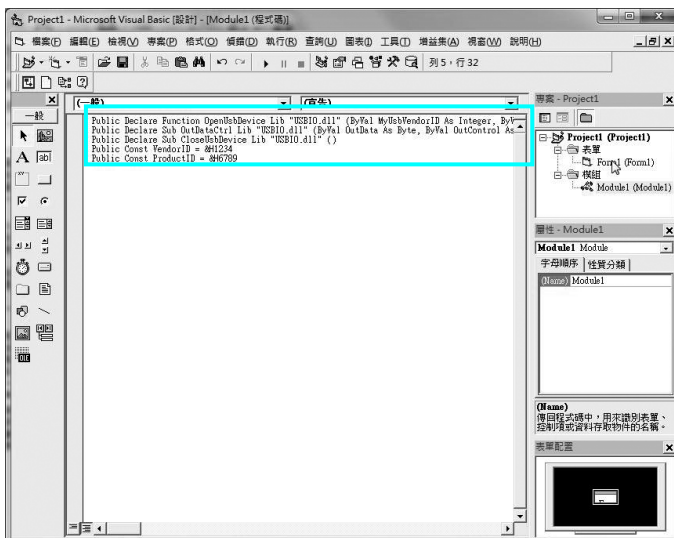 Project1 - Microsoft Visual Basic [設計] - [Module1 (程式碼)]
檔案(F) 編輯(E) 檢視(V) 專案(P) 格式(O) 偵錯(D) 執行(R) 查詢(U) 圖表(I) 工具(T) 增益集(A) 視窗(W) 說明(H)
列 5，行 32
一般
(一般)
(宣告)
Public Declare Function OpenUsbDevice Lib "USBIO.dll" (ByVal MyUsbVendorID As Integer, ByV
Public Declare Sub OutDataCtrl Lib "USBIO.dll" (ByVal OutData As Byte, ByVal OutControl As
Public Declare Sub CloseUsbDevice Lib "USBIO.dll" ()
Public Const VendorID = &H1234
Public Const ProductID = &H6789
專案 - Project1
Project1 (Project1)
表單
Form1 (Form1)
模組
Module1 (Module1)
屬性 - Module1
Module1 Module
字母順序 性質分類
(Name) Module1
(Name)
傳回程式碼中，用來識別表單、
控制項或資料存取物件的名稱。
表單配置